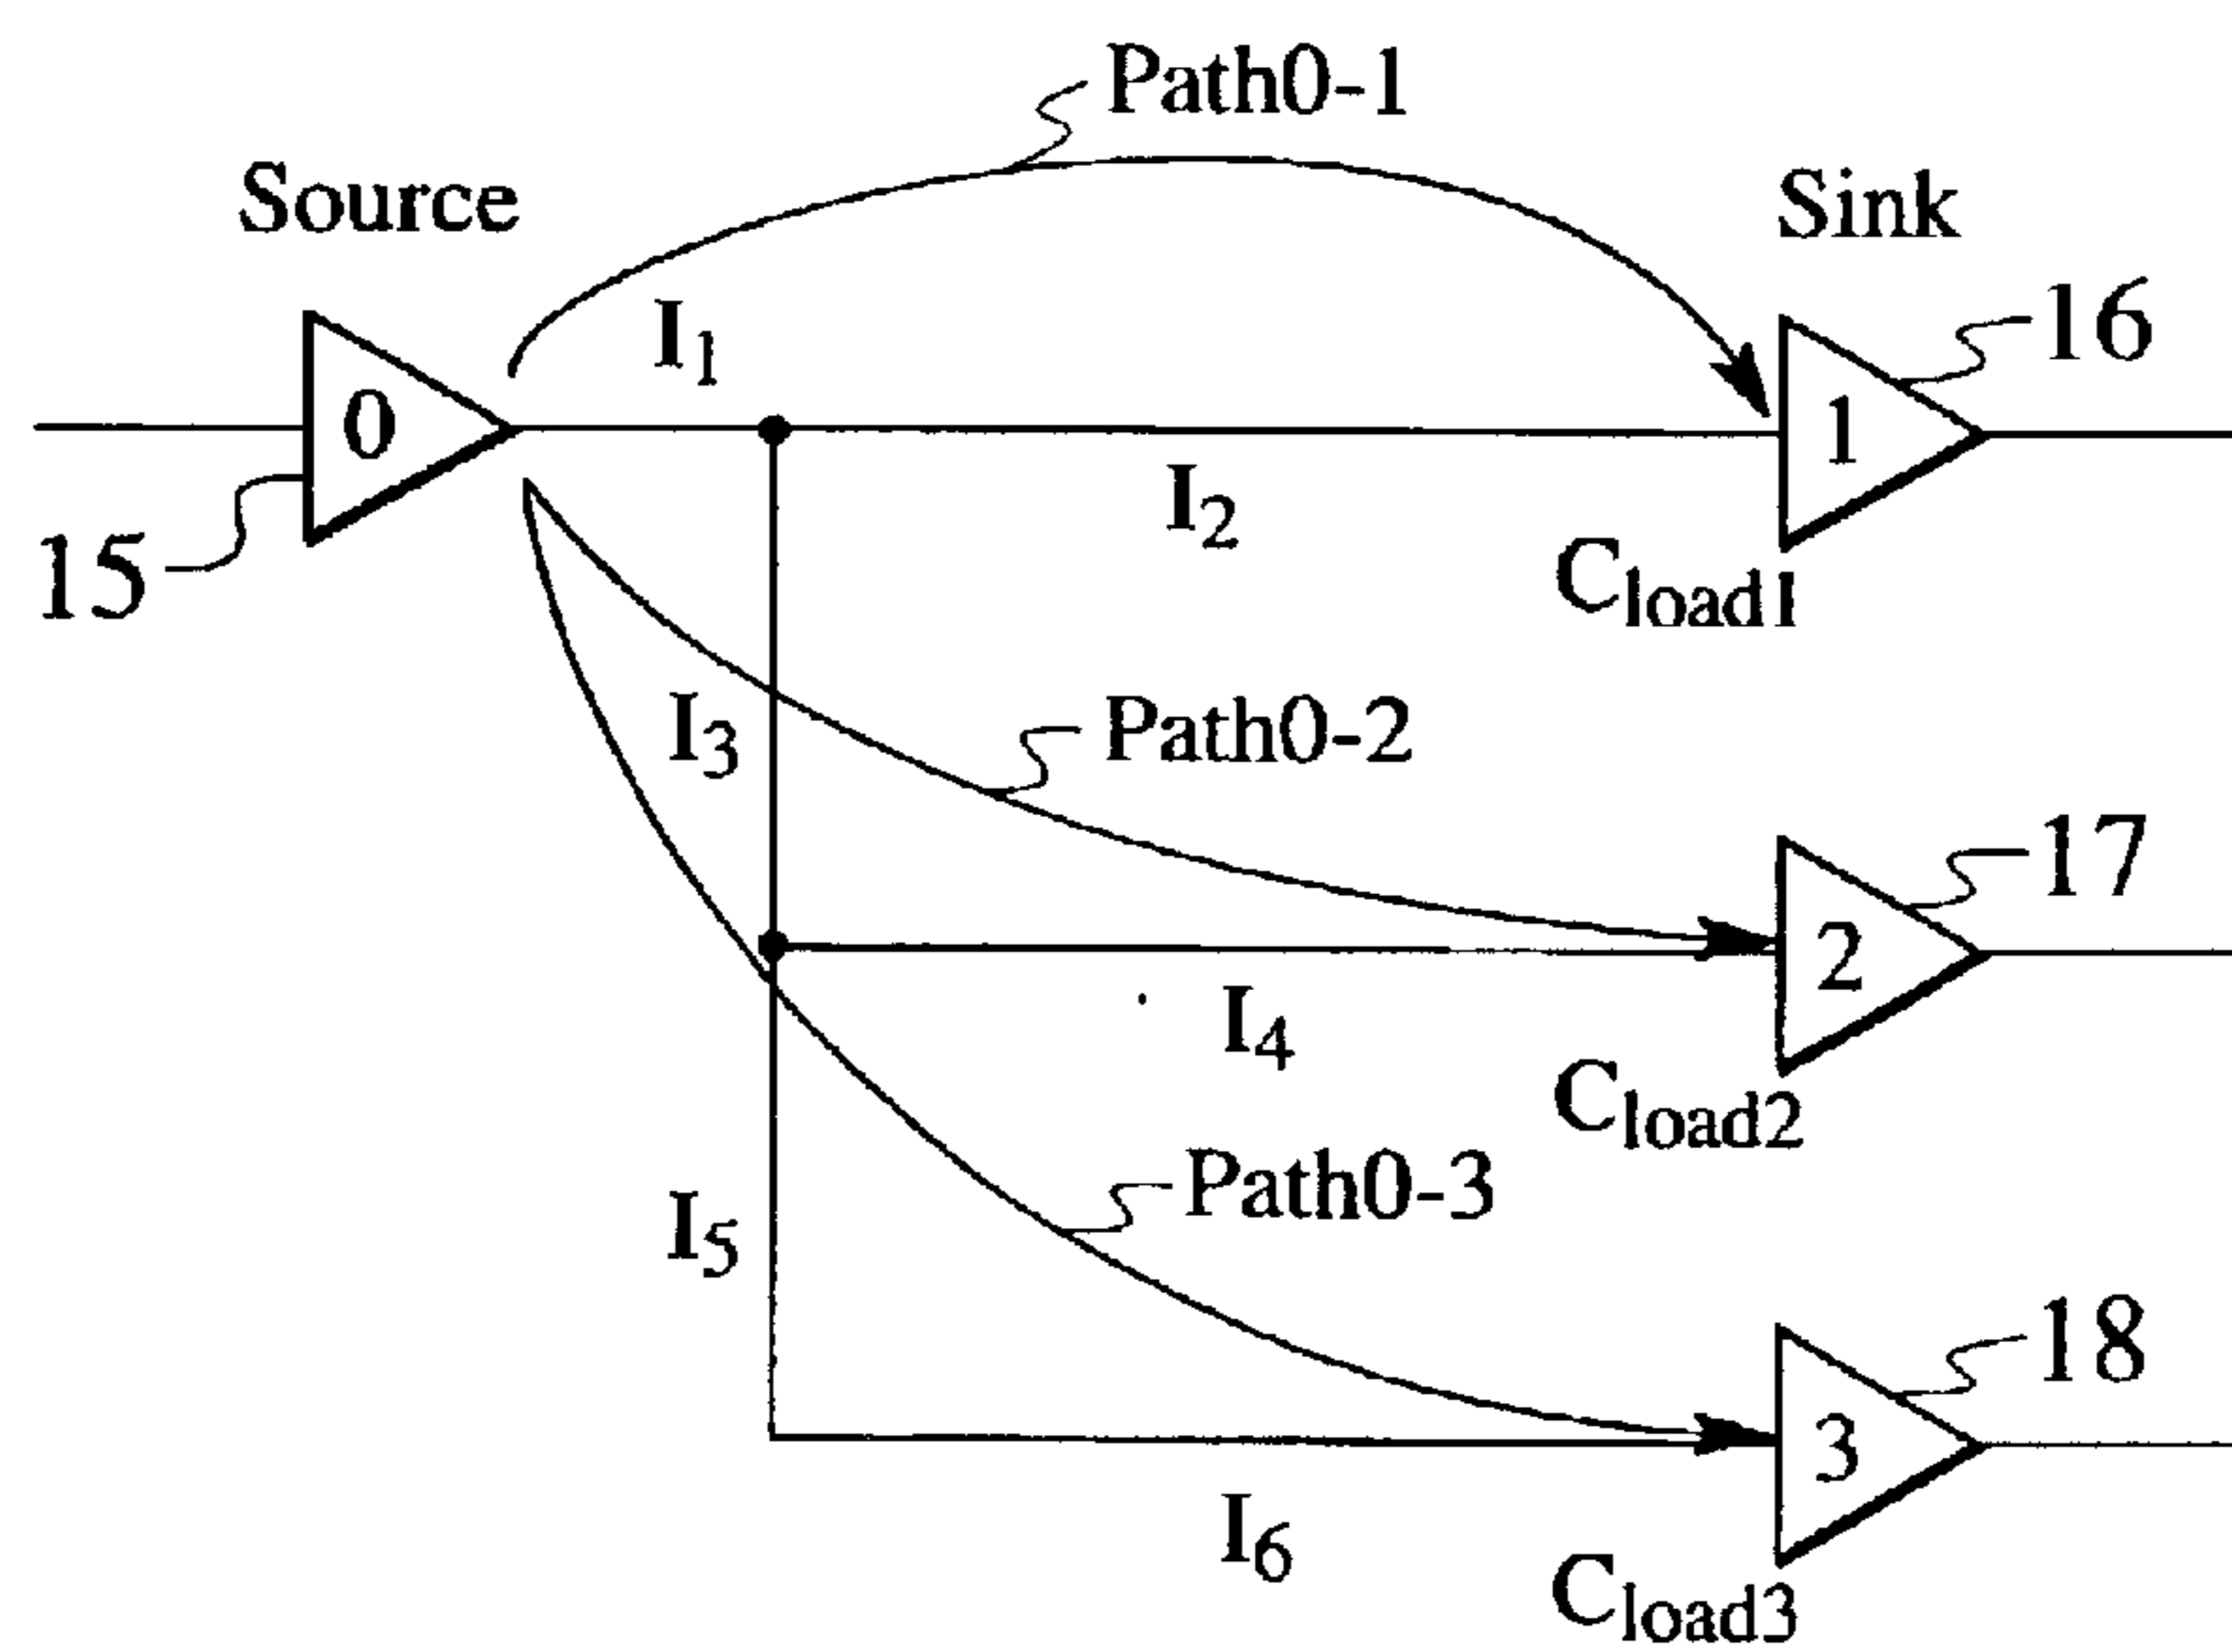 Path0-1
Source
Sink
I1
16
0
1
I2
15
Cload1
I3
Path0-2
17
2
I4
Cload2
Path0-3
I5
18
3
I6
Cload3